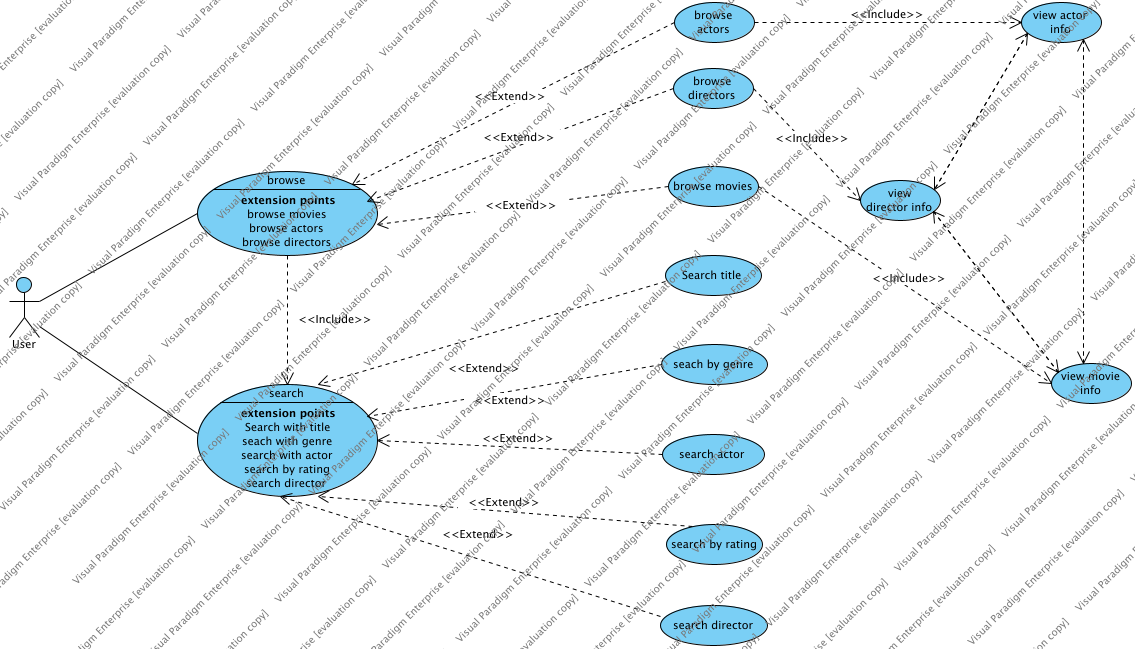 browse
actors
<<Include>>
view actor
info
browse
directors
<<Extend>>
<<Extend>>
<<Include>>
browse
extension points
browse movies
browse actors
browse directors
browse movies
<<Extend>>
view
director info
Search title
<<Include>>
User
<<Include>>
<<Extend>>
seach by genre
view movie
info
search
extension points
Search with title
seach with genre
search with actor
search by rating
search director
<<Extend>>
<<Extend>>
search actor
<<Extend>>
<<Extend>>
search by rating
search director
Visual Paradigm Enterprise [evaluation copy]